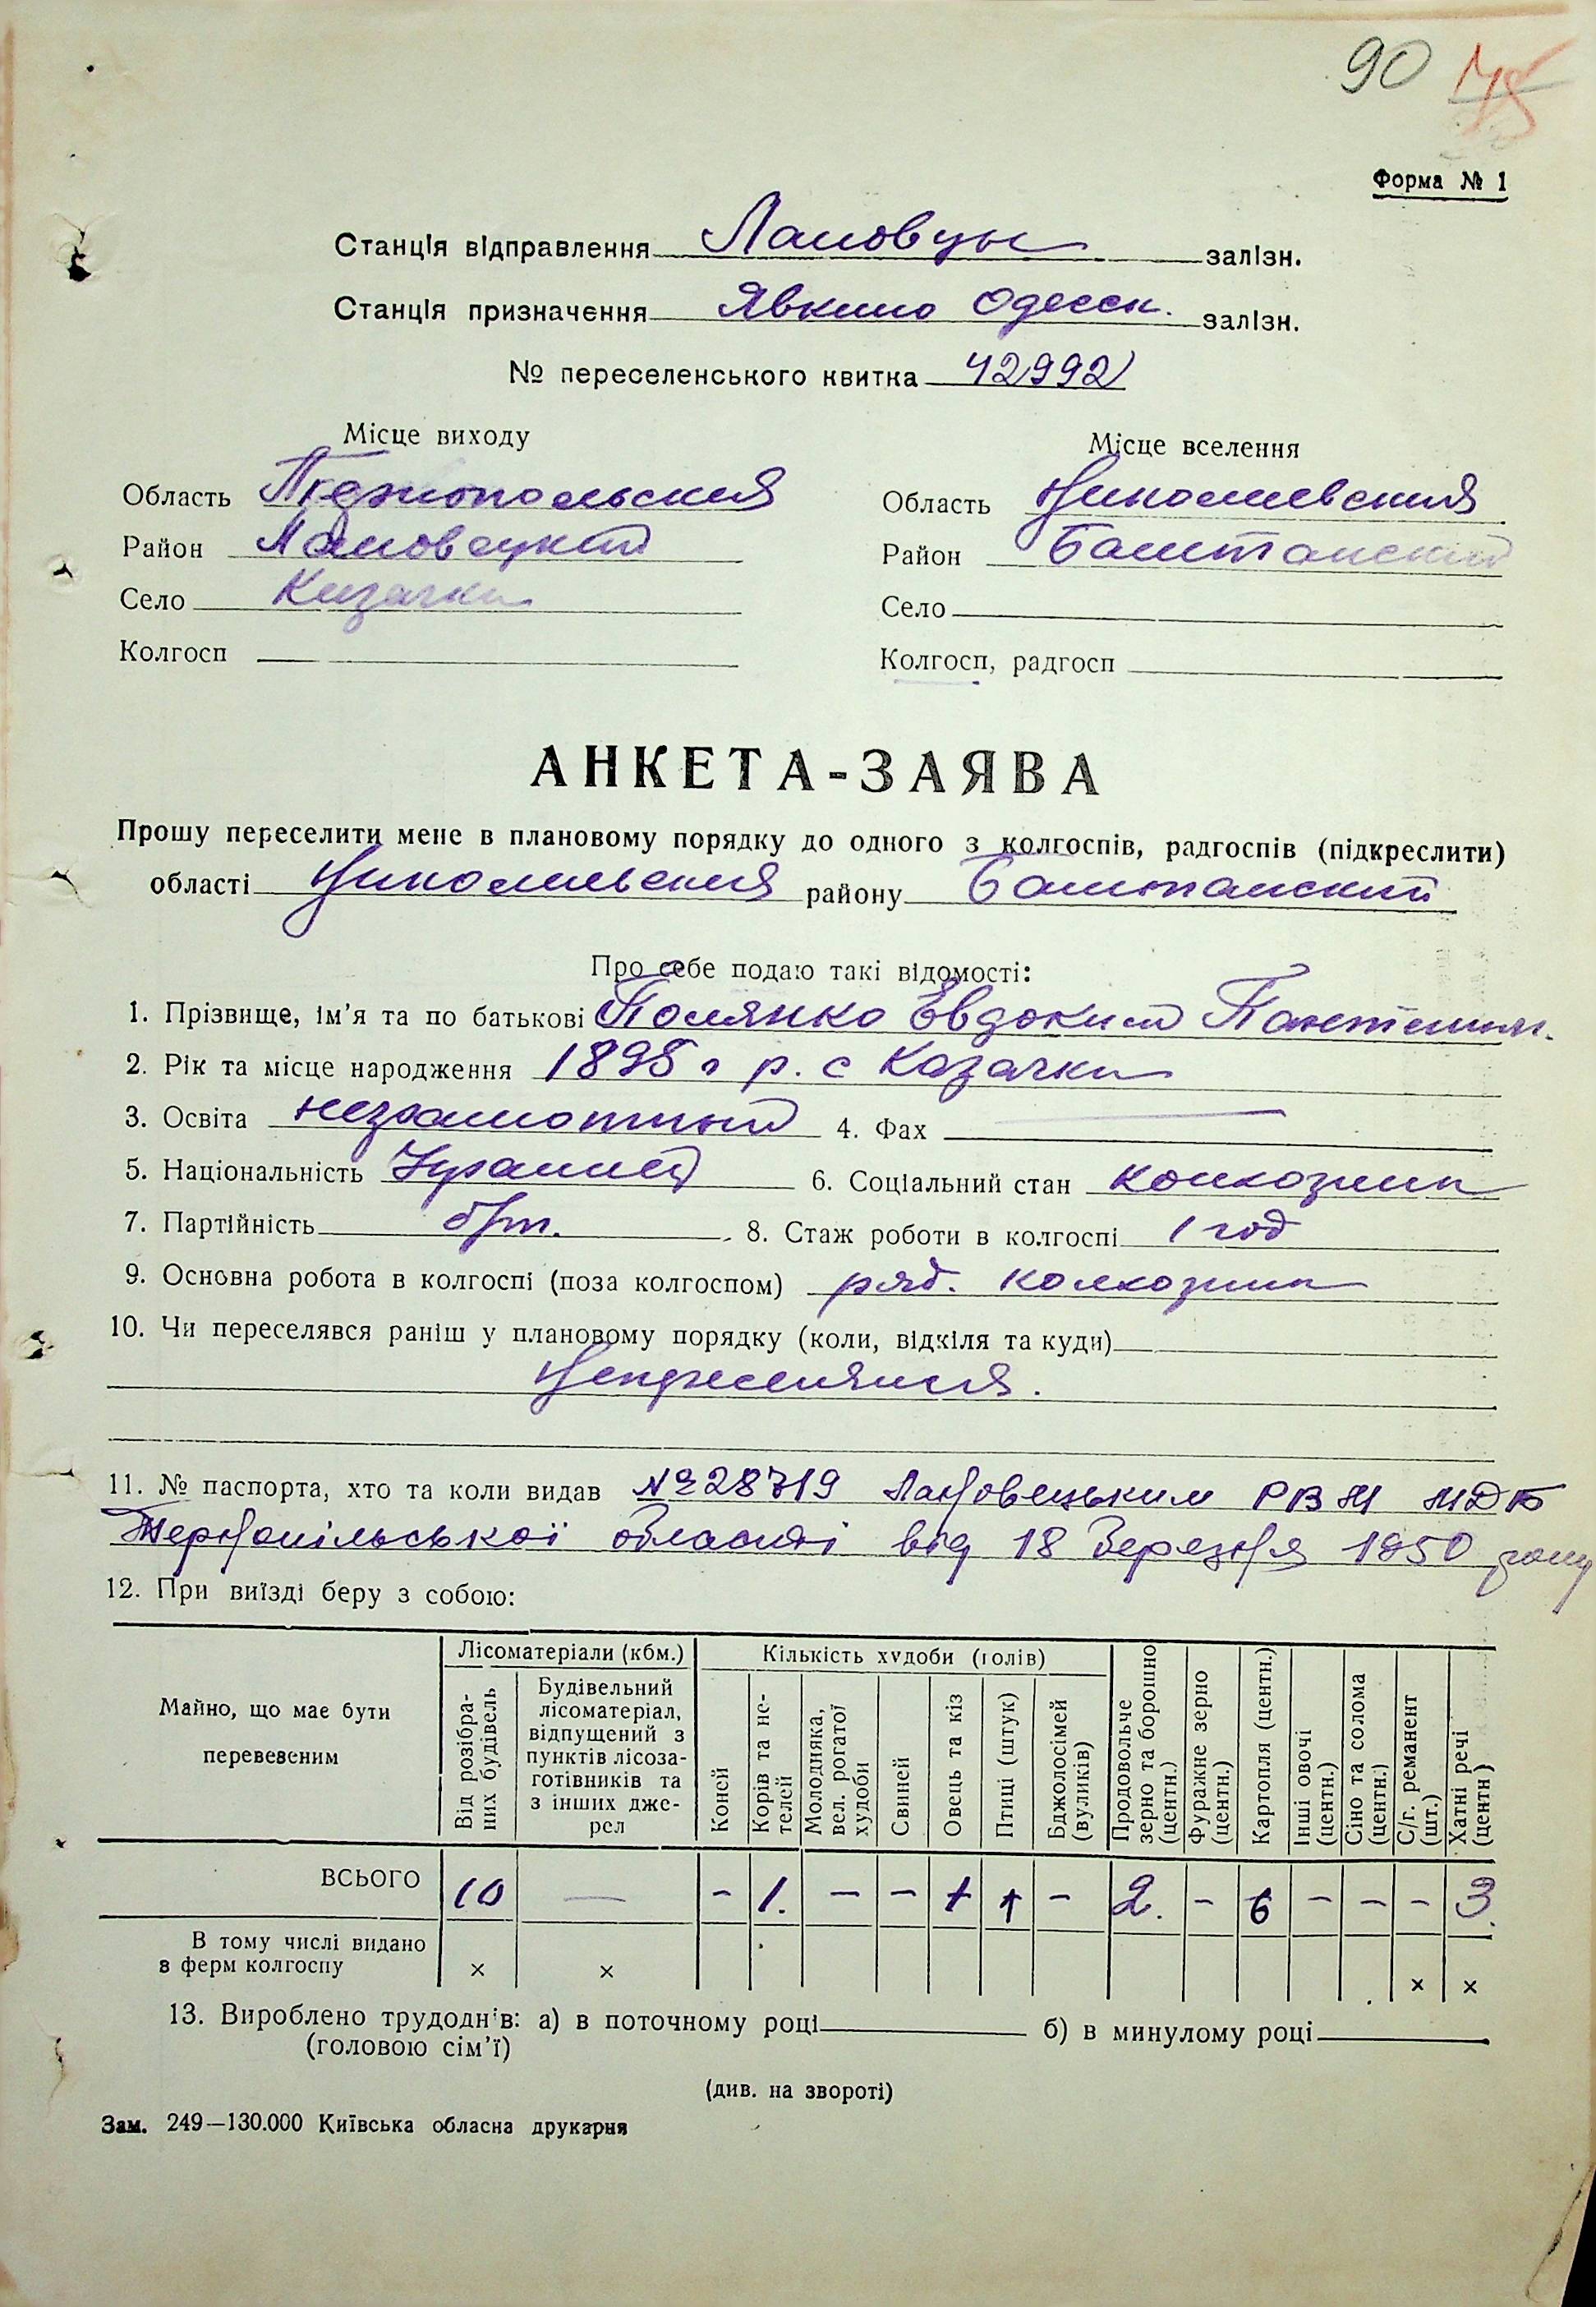 90 75
Форма № 1
Станція відправлення Лановцы залізн.
Станція призначення Явкино Одесск. залізн.
№ переселенського квитка 42992
Місце виходу
Область Тернопольская
Район Лановецкий
Село Казачки
Колгосп
Місце вселення
Область Николаевская
Район Баштанский
Село
Колгосп, радгосп
АНКЕТА-ЗАЯВА
Прошу переселити мене в плановому порядку до одного з колгоспів, радгоспів (підкреслити)
області Николаевская району Баштанский
Про себе подаю такі відомості:
1. Прізвище, ім'я та по батькові Полянко Евдоким
2. Рік та місце народження 1895 г р. с Казачки
3. Освіта неграмотный 4. Фах
5. Національність Украинец 6. Соціальний стан колхозник
7. Партійність б/п. 8. Стаж роботи в колгоспі 1 год
9. Основна робота в колгоспі (поза колгоспом) ряд. колхозник
10. Чи переселявся раніш у плановому порядку (коли, відкіля та куди)
11. № паспорта, хто та коли видав №28719 Лановецьким РВМ МДБ
Тернопільської області від 18 березня 1950 року
12. При виїзді беру з собою:
Майно, що має бути перевезеним
Лісоматеріали (кбм.)
Від розібраних будівель
Будівельний лісоматеріал, відпущений з пунктів лісозаготівників та з інших джерел
Кількість худоби (голів)
Коней
Корів та нетелей
Молодняка, вел. рогатої худоби
Свиней
Овець та кіз
Птиці (штук)
Бджолосімей (вуликів)
Продовольче зерно та борошно (центн.)
Фуражне зерно (центн.)
Картопля (центн.)
Інші овочі (центн.)
Сіно та солома (центн.)
С/г. реманент (шт.)
Хатні речі (центн)
ВСЬОГО 10 — - 1. - - 1 - 2. - 6 - - - 3.
В тому числі видано
з ферм колгоспу × × × ×
13. Вироблено трудоднів: а) в поточному році б) в минулому році
(головою сім'ї)
(див. на звороті)
Зам. 249—130.000 Київська обласна друкарня